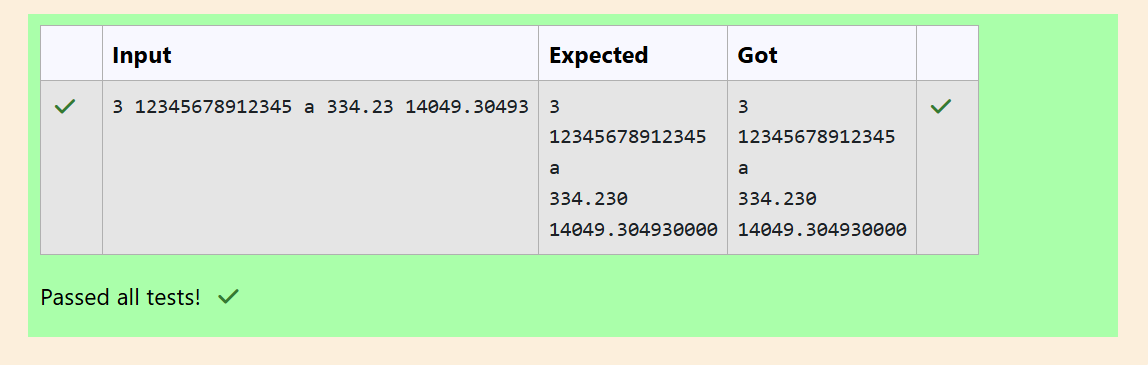 Input Expected Got
3 12345678912345 a 334.23 14049.30493 3 3
12345678912345 12345678912345
a a
334.230 334.230
14049.304930000 14049.304930000
Passed all tests!